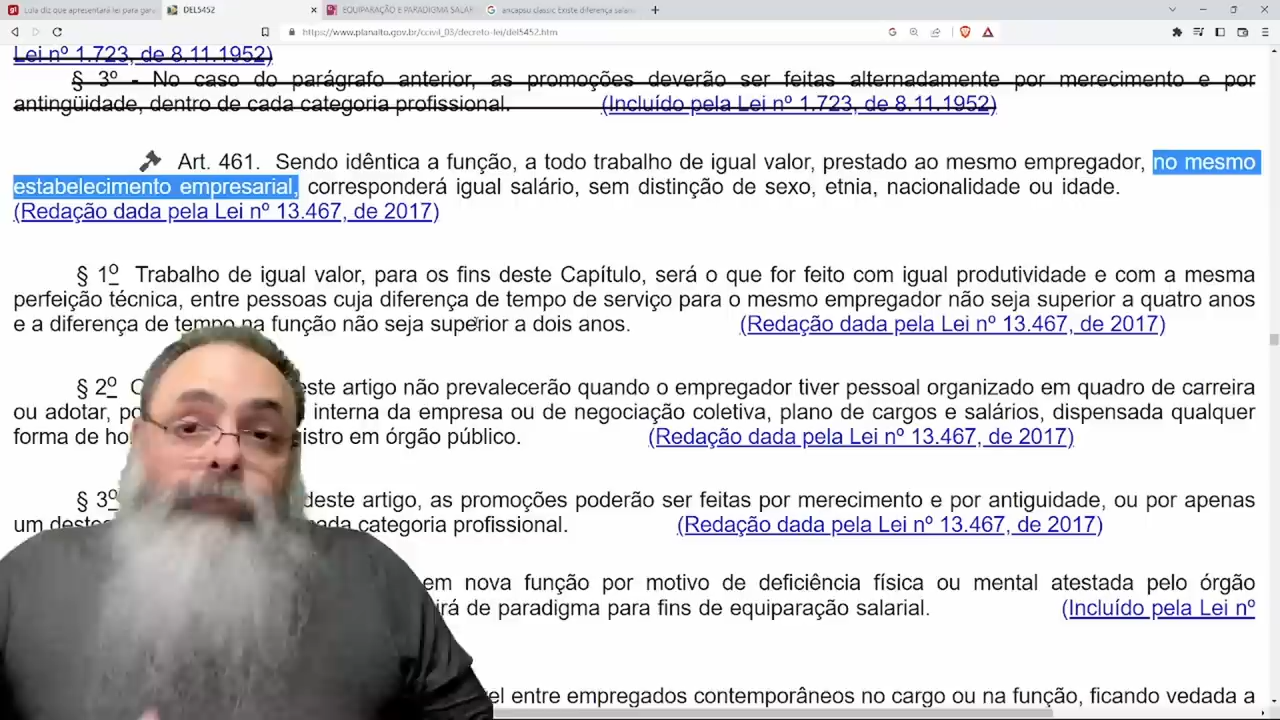 Lula diz que apresentará lei para gara
DEL5452
EQUIPARAÇÃO E PARADIGMA SALAR
ancapsu classic Existe diferença salaria
https://www.planalto.gov.br/ccivil_03/decreto-lei/del5452.htm
Lei nº 1.723, de 8.11.1952)
§ 3º - No caso do parágrafo anterior, as promoções deverão ser feitas alternadamente por merecimento e por
antingüidade, dentro de cada categoria profissional. (Incluído pela Lei nº 1.723, de 8.11.1952)
Art. 461. Sendo idêntica a função, a todo trabalho de igual valor, prestado ao mesmo empregador, no mesmo
estabelecimento empresarial, corresponderá igual salário, sem distinção de sexo, etnia, nacionalidade ou idade.
(Redação dada pela Lei nº 13.467, de 2017)
§ 1º Trabalho de igual valor, para os fins deste Capítulo, será o que for feito com igual produtividade e com a mesma
perfeição técnica, entre pessoas cuja diferença de tempo de serviço para o mesmo empregador não seja superior a quatro anos
e a diferença de tempo na função não seja superior a dois anos. (Redação dada pela Lei nº 13.467, de 2017)
§ 2º este artigo não prevalecerão quando o empregador tiver pessoal organizado em quadro de carreira
ou adotar, interna da empresa ou de negociação coletiva, plano de cargos e salários, dispensada qualquer
forma de istro em órgão público. (Redação dada pela Lei nº 13.467, de 2017)
§ 3º deste artigo, as promoções poderão ser feitas por merecimento e por antiguidade, ou por apenas
um categoria profissional. (Redação dada pela Lei nº 13.467, de 2017)
em nova função por motivo de deficiência física ou mental atestada pelo órgão
irá de paradigma para fins de equiparação salarial. (Incluído pela Lei nº
vel entre empregados contemporâneos no cargo ou na função, ficando vedada a